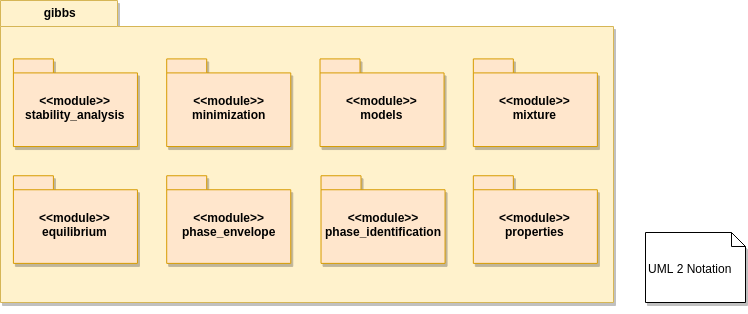 gibbs
<<module>>
stability_analysis
<<module>>
minimization
<<module>>
models
<<module>>
mixture
<<module>>
equilibrium
<<module>>
phase_envelope
<<module>>
phase_identification
<<module>>
properties
UML 2 Notation